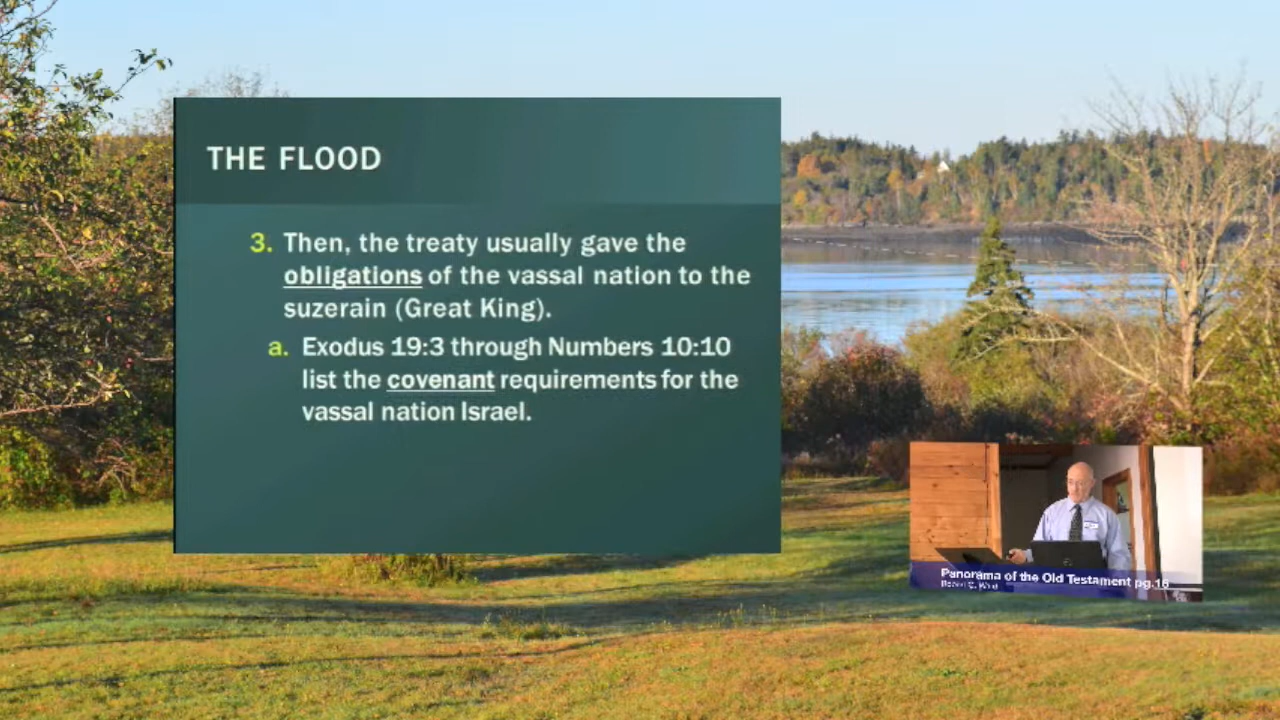 THE FLOOD
3. Then, the treaty usually gave the
obligations of the vassal nation to the
suzerain (Great King).
a. Exodus 19:3 through Numbers 10:10
list the covenant requirements for the
vassal nation Israel.
Panorama of the Old Testament pg.16